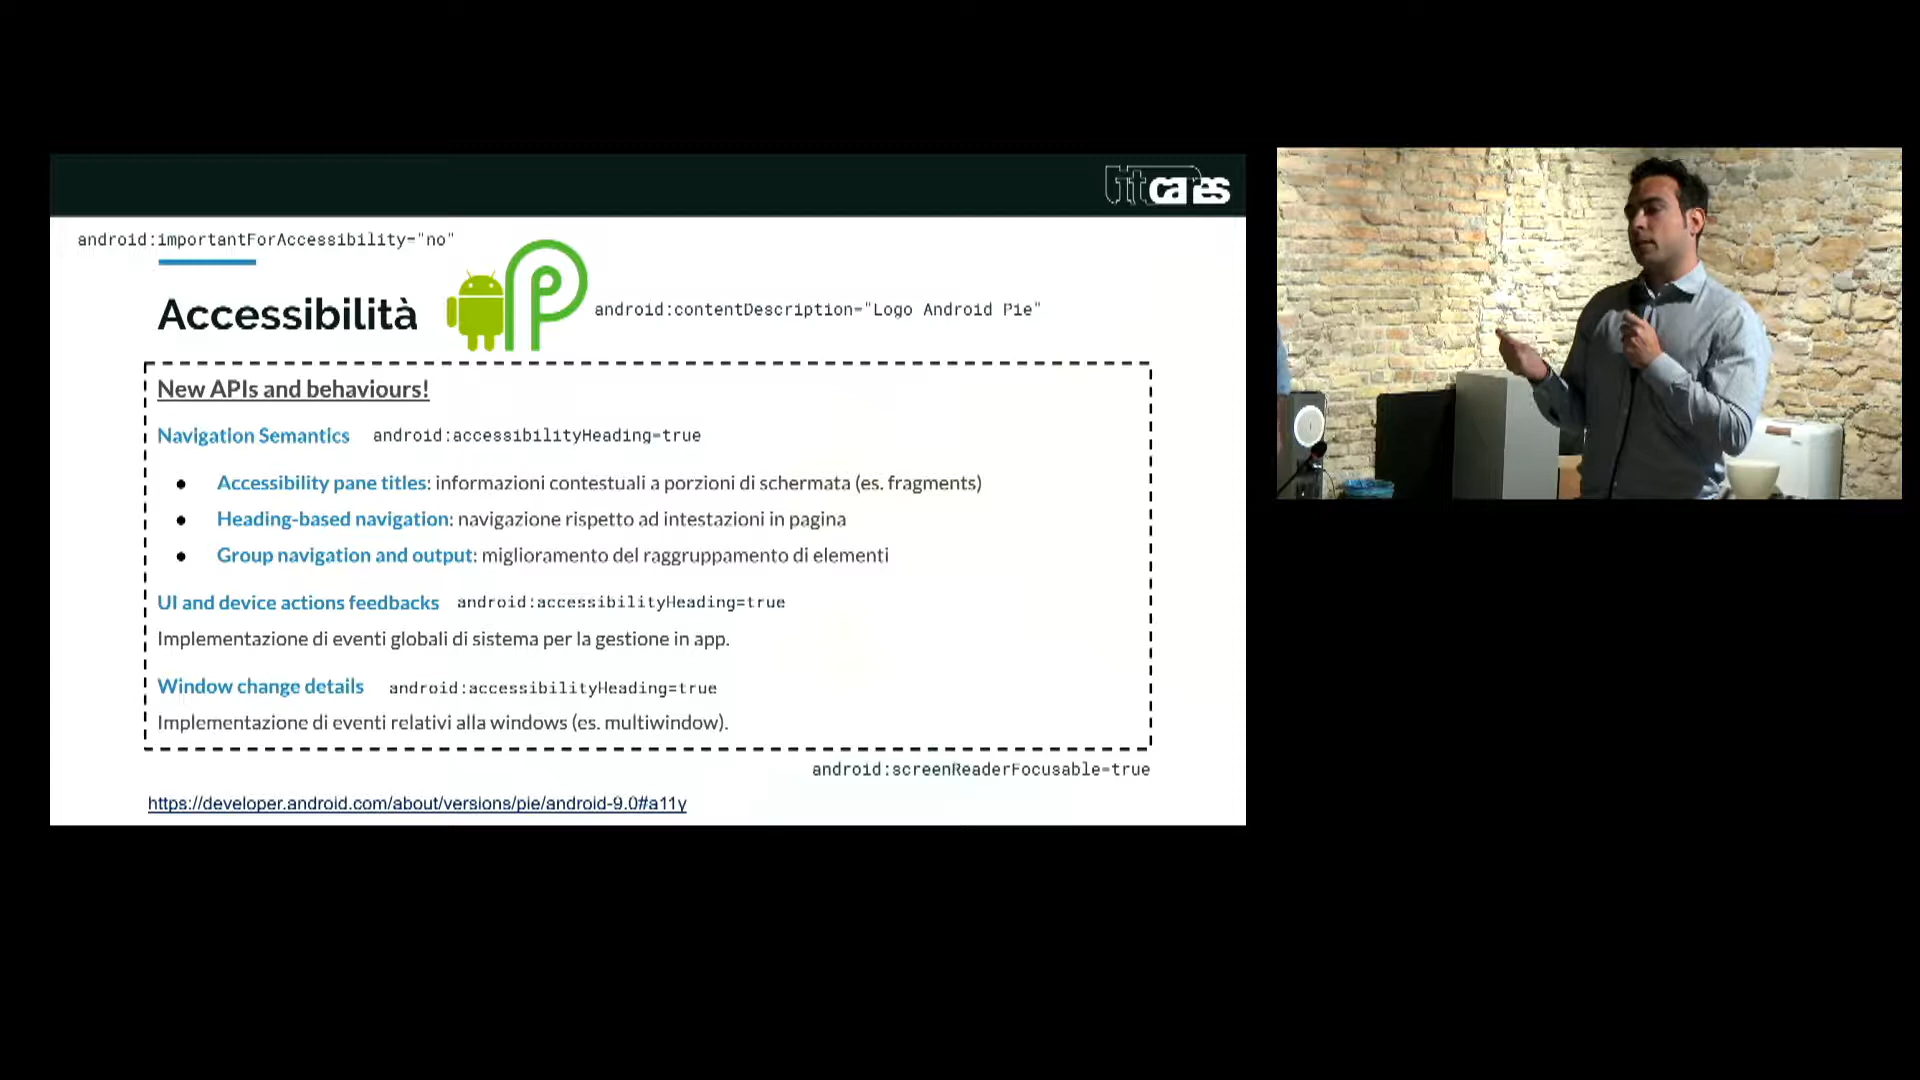 cares
android:importantForAccessibility="no"
Accessibilità
android:contentDescription="Logo Android Pie"
New APIs and behaviours!
Navigation Semantics android:accessibilityHeading=true
● Accessibility pane titles: informazioni contestuali a porzioni di schermata (es. fragments)
● Heading-based navigation: navigazione rispetto ad intestazioni in pagina
● Group navigation and output: miglioramento del raggruppamento di elementi
UI and device actions feedbacks android:accessibilityHeading=true
Implementazione di eventi globali di sistema per la gestione in app.
Window change details android:accessibilityHeading=true
Implementazione di eventi relativi alla windows (es. multiwindow).
android:screenReaderFocusable=true
https://developer.android.com/about/versions/pie/android-9.0#a11y